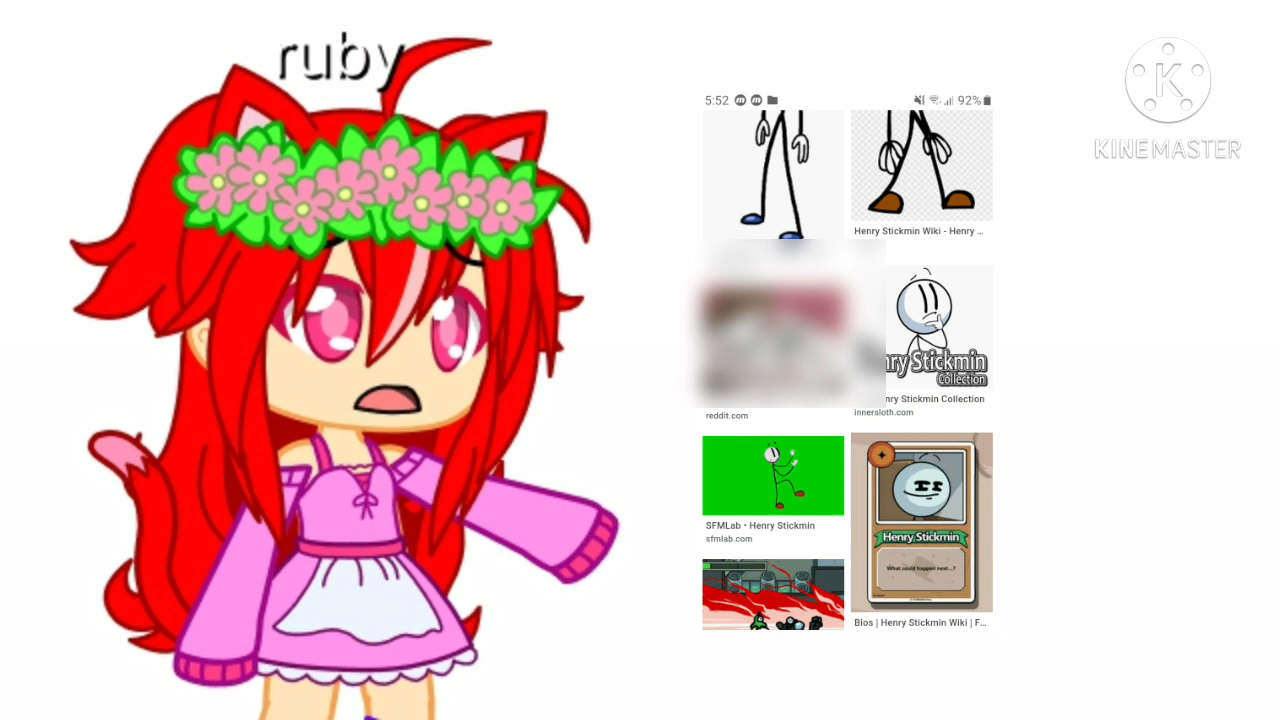 ruby
5:52
92%
K
KINEMASTER
Henry Stickmin Wiki - Henry ...
nry Stickmin
Collection
nry Stickmin Collection
reddit.com
innersloth.com
Henry Stickmin
What could happen next...?
SFMLab • Henry Stickmin
sfmlab.com
Bios | Henry Stickmin Wiki | F...